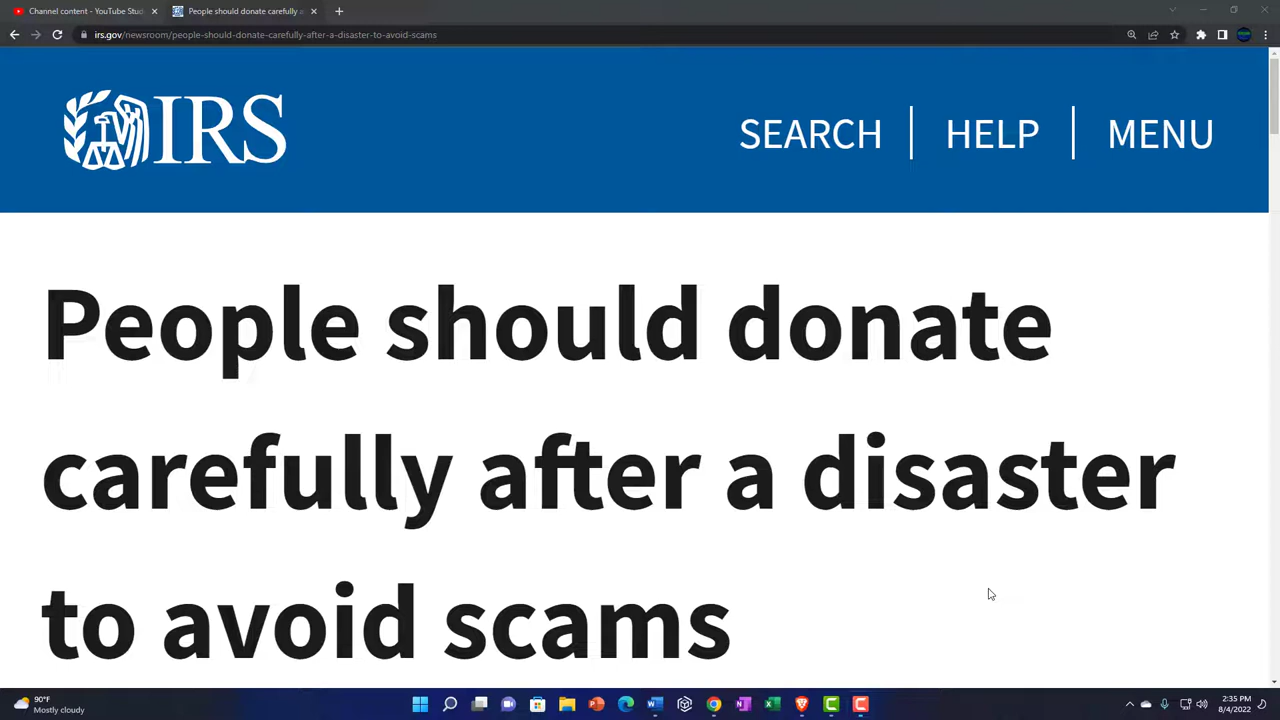 Channel content - YouTube Stud
People should donate carefully a
irs.gov/newsroom/people-should-donate-carefully-after-a-disaster-to-avoid-scams
IRS
SEARCH | HELP | MENU
People should donate
carefully after a disaster
to avoid scams
90°F
Mostly cloudy
2:35 PM
8/4/2022